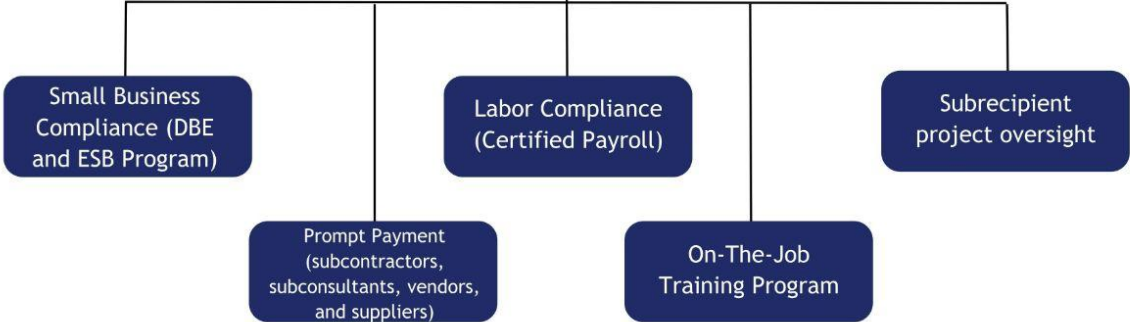 Small Business
Compliance (DBE
and ESB Program)
Labor Compliance
(Certified Payroll)
Subrecipient
project oversight
Prompt Payment
(subcontractors,
subconsultants, vendors,
and suppliers)
On-The-Job
Training Program